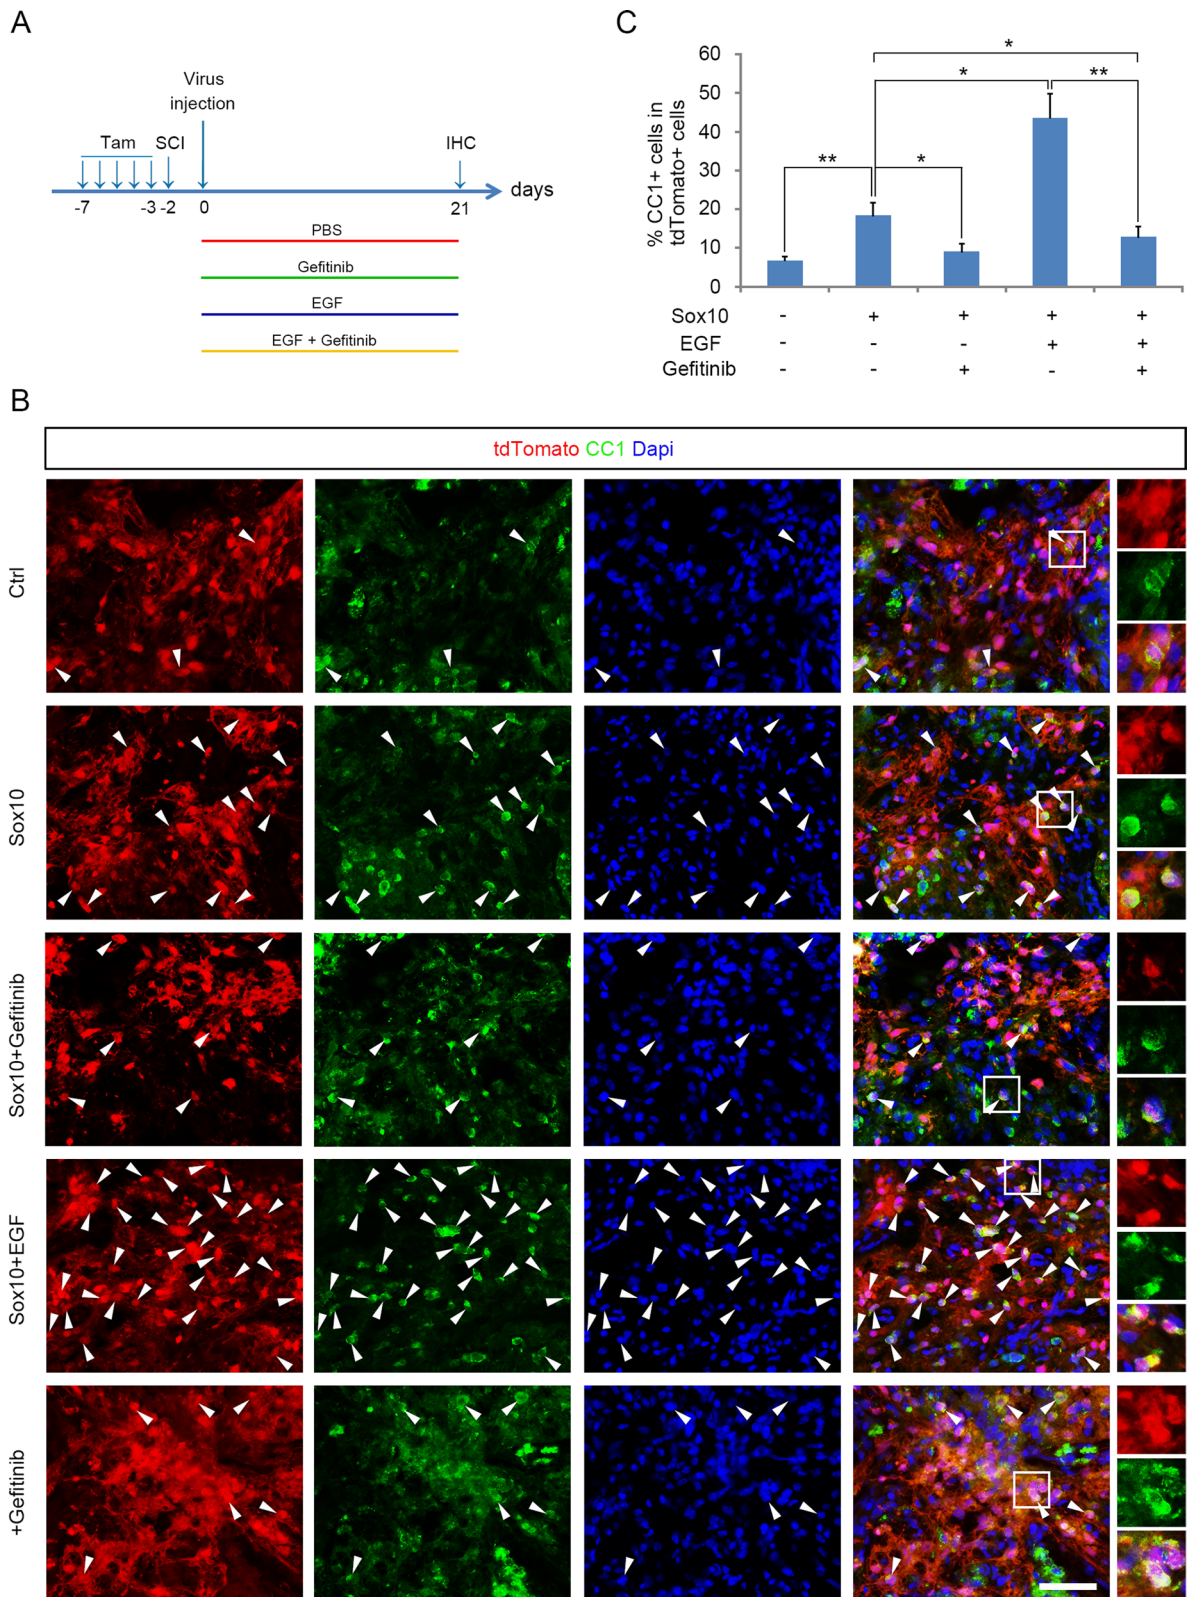 A
Virus
injection
Tam
SCI
IHC
days
-7
-3
-2
0
21
PBS
Gefitinib
EGF
EGF + Gefitinib
C
% CC1+ cells in
tdTomato+ cells
60
50
40
30
20
10
0
**
*
*
**
*
Sox10 - + + + +
EGF - - - + +
Gefitinib - - + - +
B
tdTomato CC1 Dapi
Ctrl
Sox10
Sox10+Gefitinib
Sox10+EGF
+Gefitinib